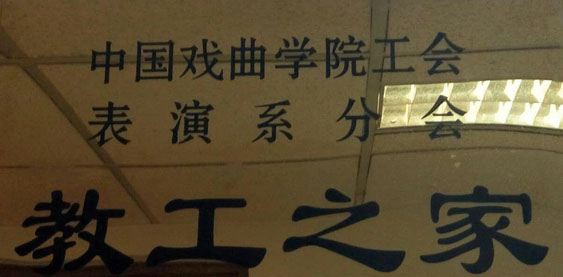 中国戏曲学院工会
表演系分会
教工之家